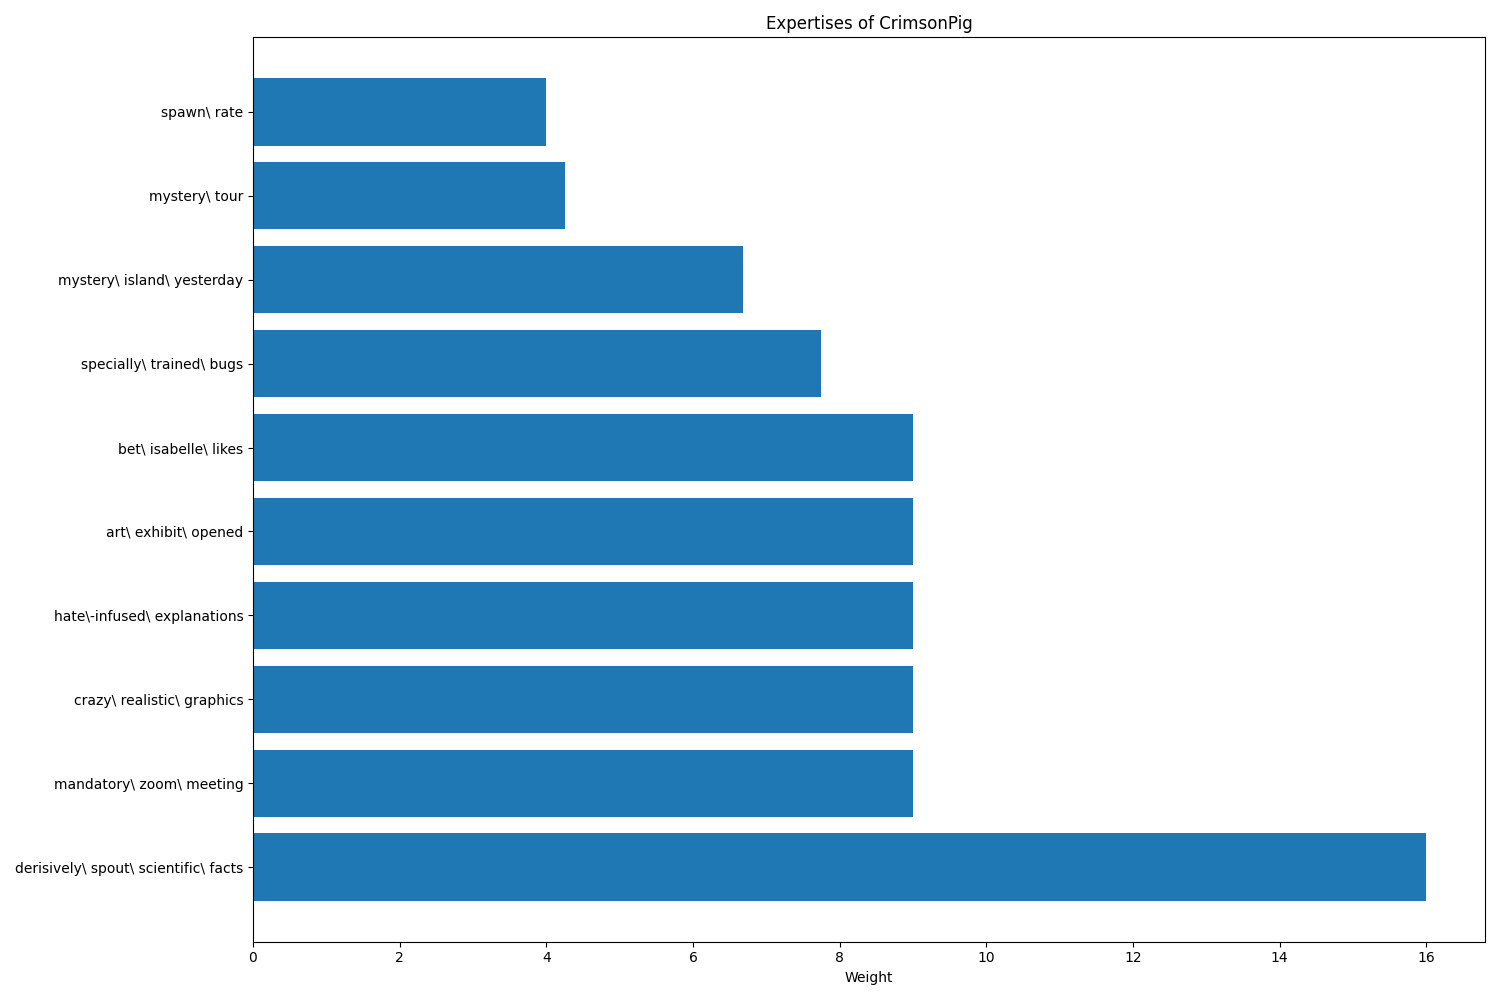 Expertises of CrimsonPig
spawn\ rate
mystery\ tour
mystery\ island\ yesterday
specially\ trained\ bugs
bet\ isabelle\ likes
art\ exhibit\ opened
hate\-infused\ explanations
crazy\ realistic\ graphics
mandatory\ zoom\ meeting
derisively\ spout\ scientific\ facts
0 2 4 6 8 10 12 14 16
Weight